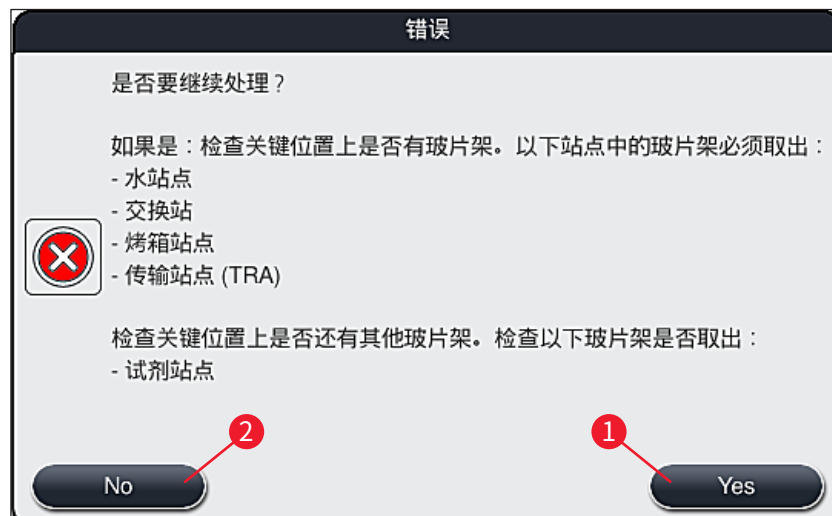 错误
是否要继续处理？
如果是：检查关键位置上是否有玻片架。以下站点中的玻片架必须取出：
- 水站点
- 交换站
- 烤箱站点
- 传输站点 (TRA)
检查关键位置上是否还有其他玻片架。检查以下玻片架是否取出：
- 试剂站点
2
1
No
Yes